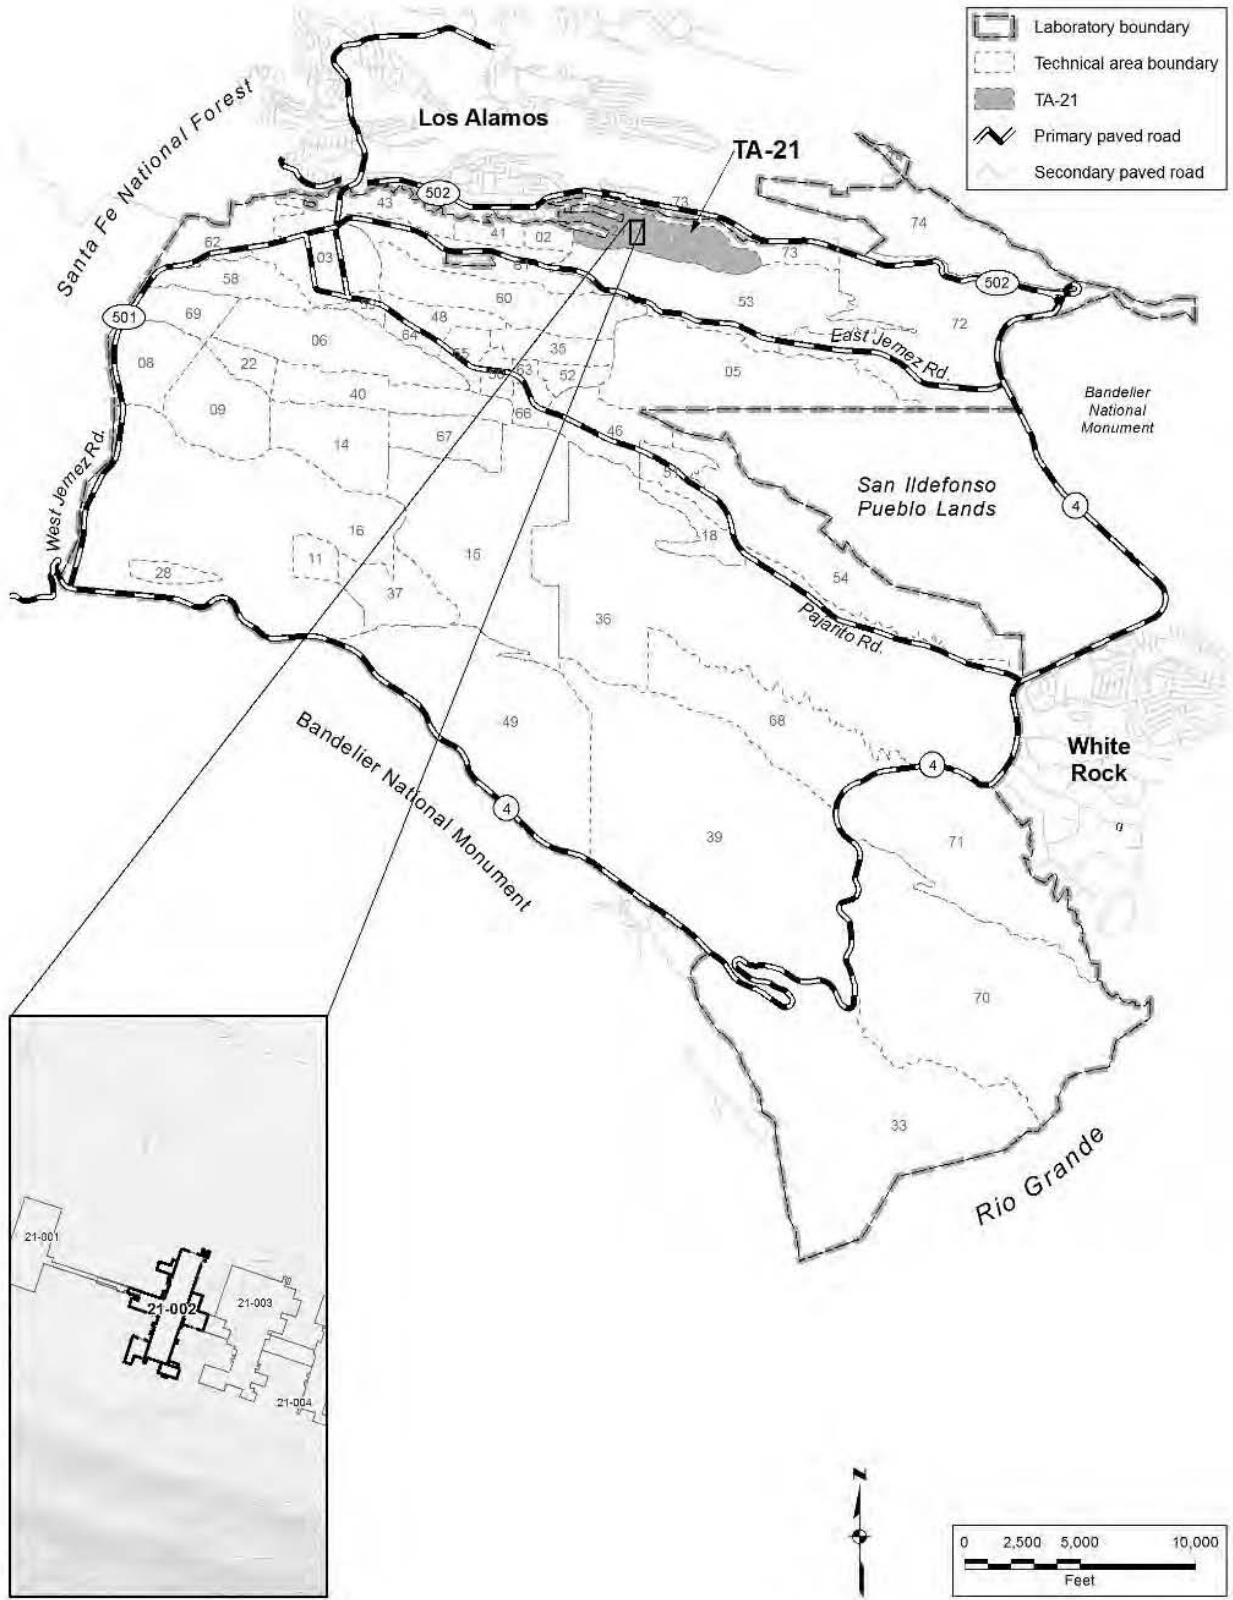 Laboratory boundary
Technical area boundary
TA-21
Primary paved road
Secondary paved road
Los Alamos
Santa Fe National Forest
TA-21
502
43
73
74
41
02
62
03
61
73
58
60
53
502
501
69
48
72
06
64
35
East Jemez Rd.
08
22
55
63
52
05
50
40
09
66
Bandelier
National
Monument
46
14
67
West Jemez Rd.
51
San Ildefonso
Pueblo Lands
4
16
18
11
15
28
54
37
36
Pajarito Rd.
49
68
Bandelier National Monument
White
Rock
4
4
39
71
70
33
Rio Grande
21-001
21-002
21-003
21-004
N
0 2,500 5,000 10,000
Feet